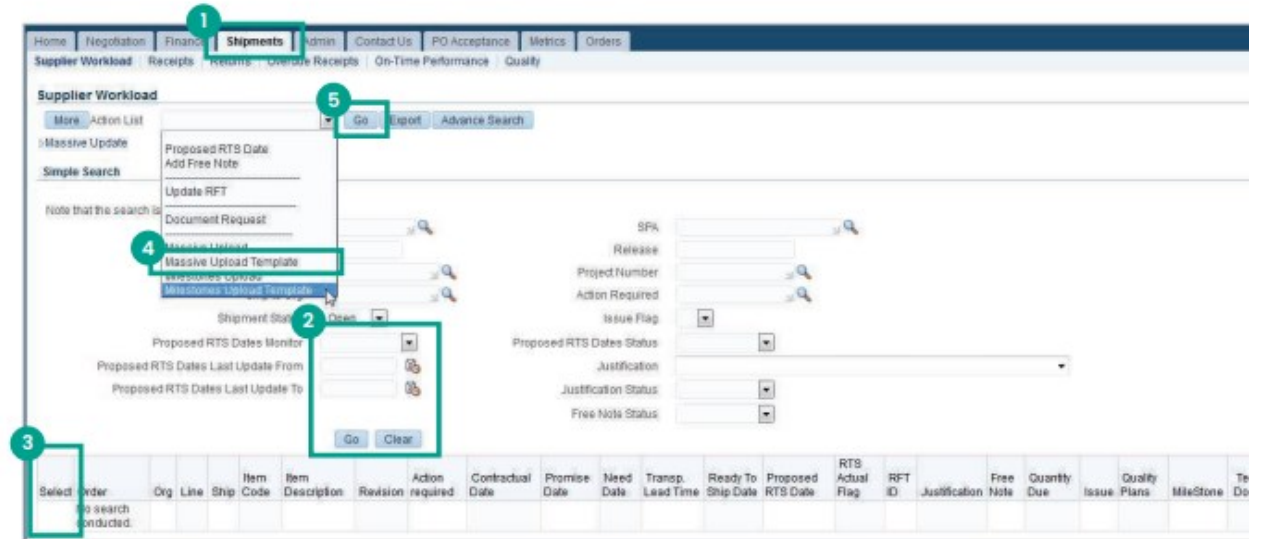 1
Home Negotiation Finance Shipments Admin Contact Us PO Acceptance Metrics Orders
Supplier Workload Receipts Returns Overdue Receipts On-Time Performance Quality
Supplier Workload
5
More Action List Go Export Advance Search
Massive Update
Proposed RTS Date
Add Free Note
Simple Search
Update RFT
Note that the search is
Document Request
SPA
4
Massive Upload
Release
Massive Upload Template
Project Number
Milestones Upload
Milestones Upload Template
Action Required
Shipment Status Open
Issue Flag
2
Proposed RTS Dates Monitor
Proposed RTS Dates Status
Proposed RTS Dates Last Update From
Justification
Proposed RTS Dates Last Update To
Justification Status
Free Note Status
Go Clear
3
Select Order Org Line Ship Item Code Item Description Revision Action required Contractual Date Promise Date Need Date Transp. Lead Time Ready To Ship Date Proposed RTS Date RTS Actual Flag RFT ID Justification Free Note Quantity Due Issue Quality Plans MileStone Te Do
No search conducted.